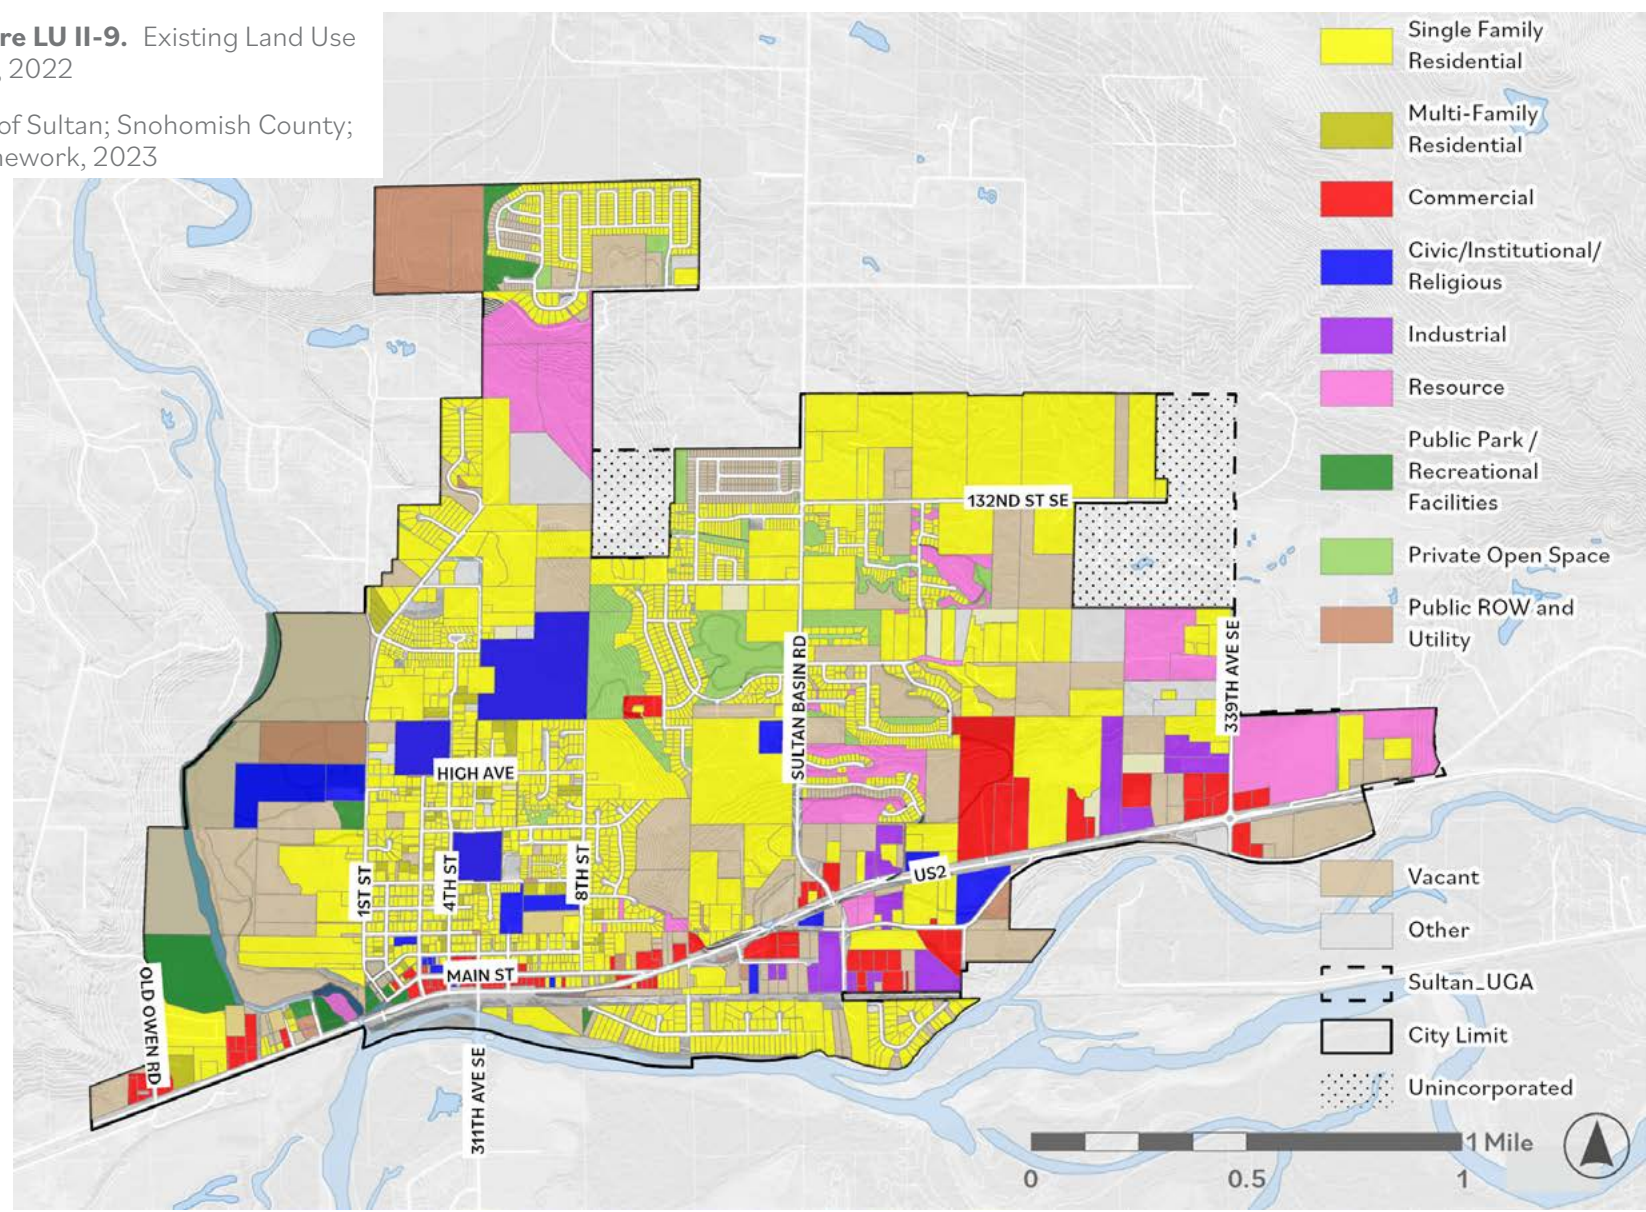 re LU II-9. Existing Land Use
, 2022
of Sultan; Snohomish County;
nework, 2023
Single Family
Residential
Multi-Family
Residential
Commercial
Civic/Institutional/
Religious
Industrial
Resource
Public Park /
Recreational
Facilities
Private Open Space
Public ROW and
Utility
Vacant
Other
Sultan_UGA
City Limit
Unincorporated
1 Mile
0 0.5 1
132ND ST SE
SULTAN BASIN RD
339TH AVE SE
HIGH AVE
1ST ST
4TH ST
8TH ST
US2
MAIN ST
OLD OWEN RD
311TH AVE SE